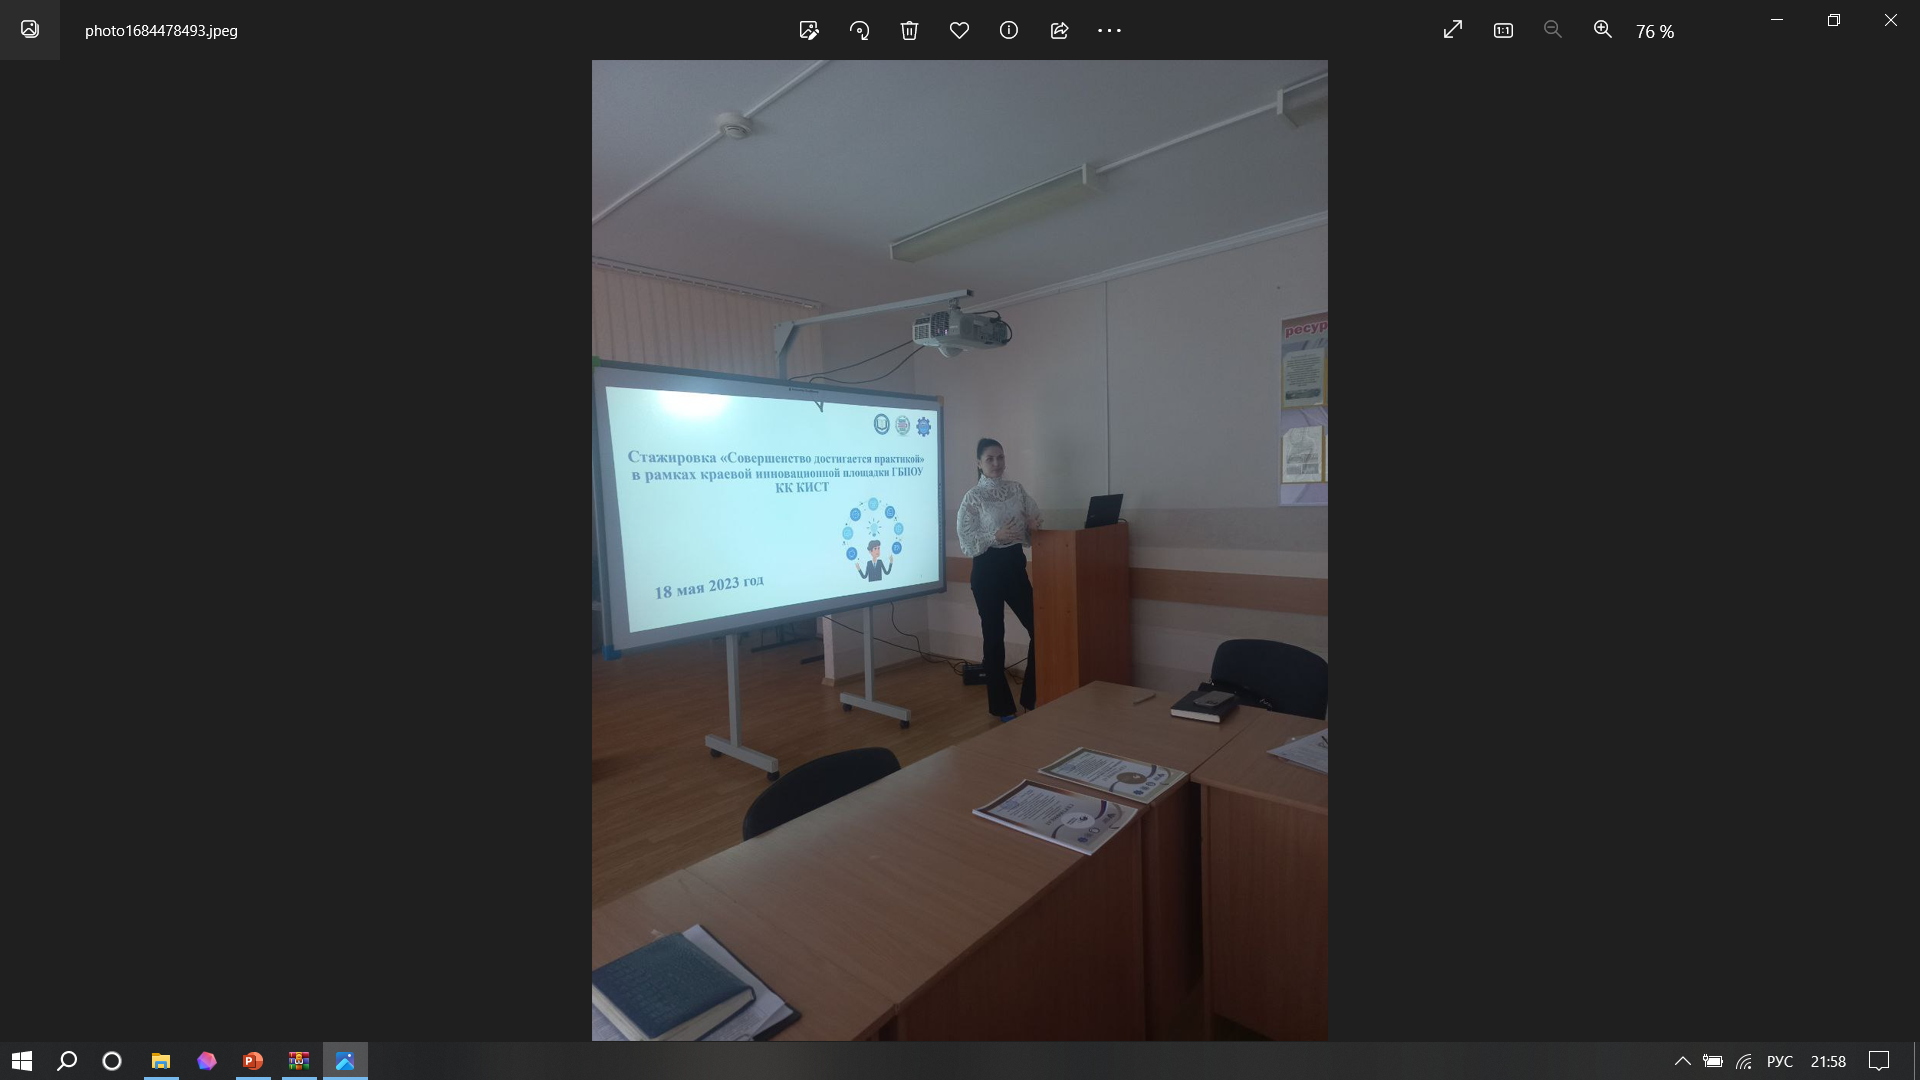 photo1684478493.jpeg
76 %
ресур
Стажировка «Совершенство достигается практикой»
в рамках краевой инновационной площадки ГБПОУ
КК КИСТ
18 мая 2023 год
РУС
21:58